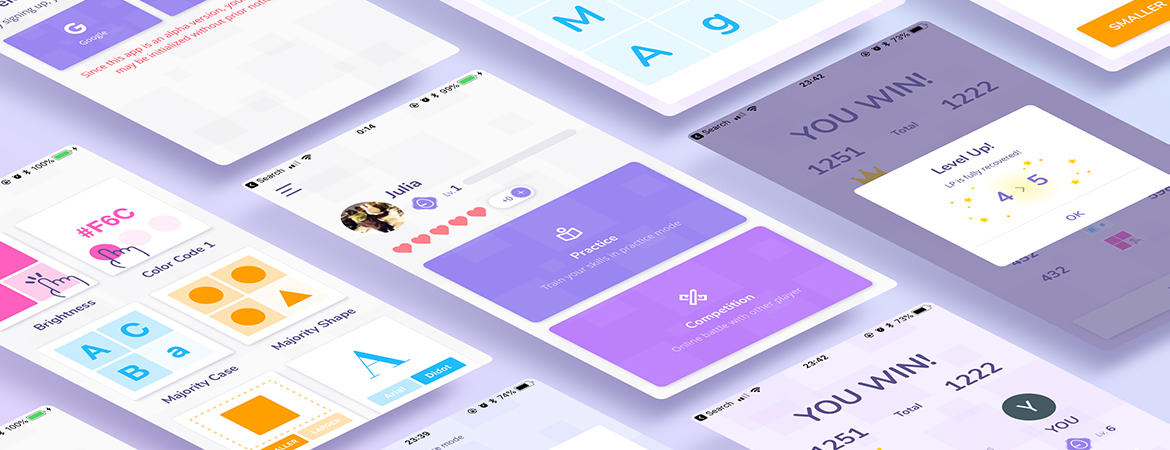 y signing up, y
Google
Since this app is an alpha version, your
may be initialized without prior notic
M
A g
SMALLER
100%
#F6C
Color Code 1
Brightness
A C
B a
Majority Case
Majority Shape
A
Arial
Didot
SMALLER
LARGER
100%
Search
0:14
99%
Julia
Lv. 1
+0 +
Practice
Train your skills in practice mode
Competition
Online battle with other player
23:39
74%
ce mode
Search
23:42
73%
YOU WIN!
1251
Total
1222
Level Up!
LP is fully recovered!
4 > 5
OK
432
432
Search
23:42
73%
YOU WIN!
1251
Total
1222
Y
YOU
Lv. 6